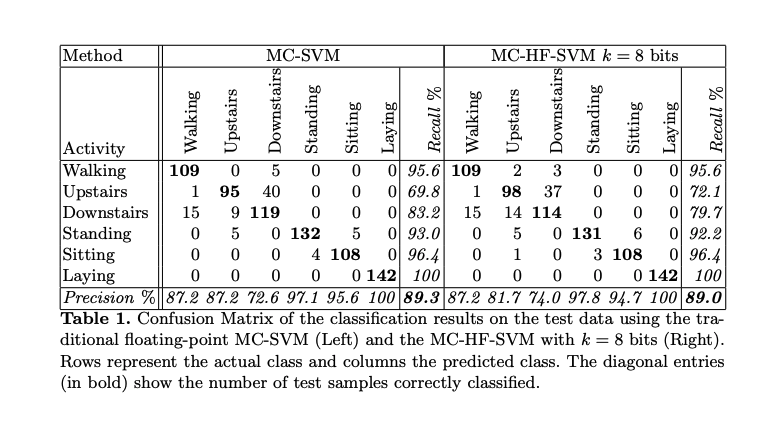 Method MC-SVM MC-HF-SVM k = 8 bits
Activity Walking Upstairs Downstairs Standing Sitting Laying Recall % Walking Upstairs Downstairs Standing Sitting Laying Recall %
Walking 109 0 5 0 0 0 95.6 109 2 3 0 0 0 95.6
Upstairs 1 95 40 0 0 0 69.8 1 98 37 0 0 0 72.1
Downstairs 15 9 119 0 0 0 83.2 15 14 114 0 0 0 79.7
Standing 0 5 0 132 5 0 93.0 0 5 0 131 6 0 92.2
Sitting 0 0 0 4 108 0 96.4 0 1 0 3 108 0 96.4
Laying 0 0 0 0 0 142 100 0 0 0 0 0 142 100
Precision % 87.2 87.2 72.6 97.1 95.6 100 89.3 87.2 81.7 74.0 97.8 94.7 100 89.0
Table 1. Confusion Matrix of the classification results on the test data using the tra-
ditional floating-point MC-SVM (Left) and the MC-HF-SVM with k = 8 bits (Right).
Rows represent the actual class and columns the predicted class. The diagonal entries
(in bold) show the number of test samples correctly classified.